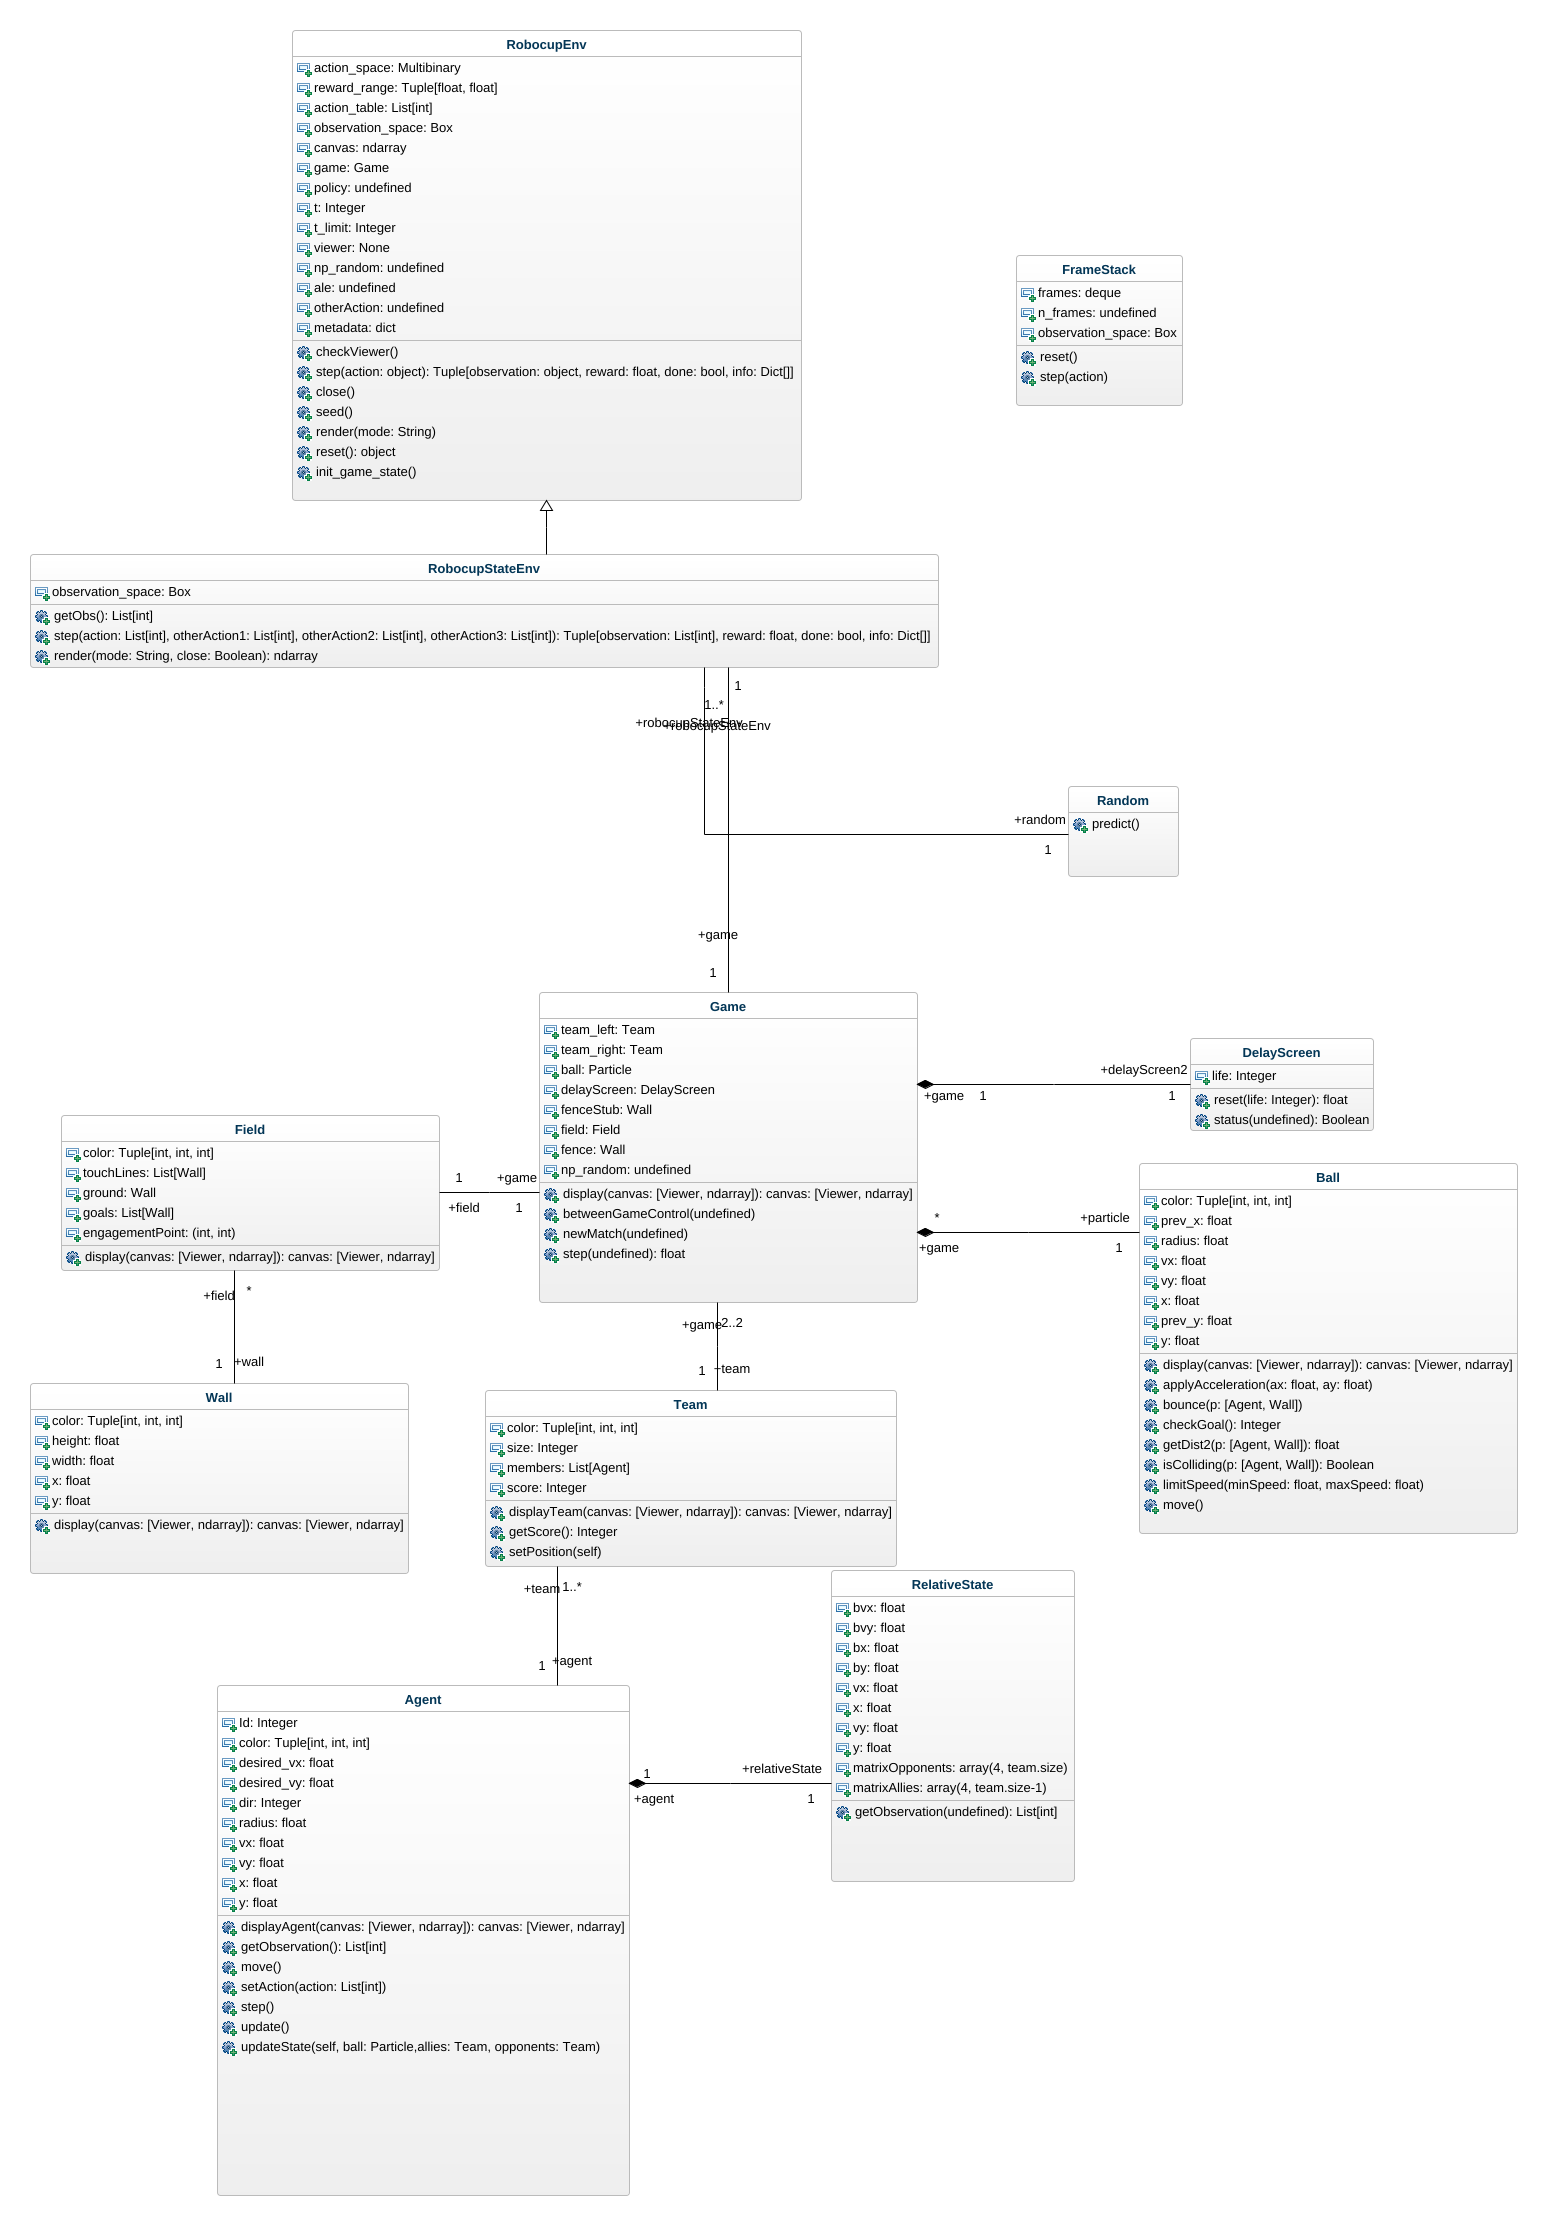 RobocupEnv
action_space: Multibinary
reward_range: Tuple[float, float]
action_table: List[int]
observation_space: Box
canvas: ndarray
game: Game
policy: undefined
t: Integer
t_limit: Integer
viewer: None
np_random: undefined
ale: undefined
otherAction: undefined
metadata: dict
checkViewer()
step(action: object): Tuple[observation: object, reward: float, done: bool, info: Dict[]]
close()
seed()
render(mode: String)
reset(): object
init_game_state()
FrameStack
frames: deque
n_frames: undefined
observation_space: Box
reset()
step(action)
RobocupStateEnv
observation_space: Box
getObs(): List[int]
step(action: List[int], otherAction1: List[int], otherAction2: List[int], otherAction3: List[int]): Tuple[observation: List[int], reward: float, done: bool, info: Dict[]]
render(mode: String, close: Boolean): ndarray
1
1..*
+robocupStateEnv
+robocupStateEnv
Random
predict()
+random
1
+game
1
Game
team_left: Team
team_right: Team
ball: Particle
delayScreen: DelayScreen
fenceStub: Wall
field: Field
fence: Wall
np_random: undefined
display(canvas: [Viewer, ndarray]): canvas: [Viewer, ndarray]
betweenGameControl(undefined)
newMatch(undefined)
step(undefined): float
+delayScreen2
+game
1
1
DelayScreen
life: Integer
reset(life: Integer): float
status(undefined): Boolean
Field
color: Tuple[int, int, int]
touchLines: List[Wall]
ground: Wall
goals: List[Wall]
engagementPoint: (int, int)
display(canvas: [Viewer, ndarray]): canvas: [Viewer, ndarray]
1
+game
+field
1
*
+particle
+game
1
Ball
color: Tuple[int, int, int]
prev_x: float
radius: float
vx: float
vy: float
x: float
prev_y: float
y: float
display(canvas: [Viewer, ndarray]): canvas: [Viewer, ndarray]
applyAcceleration(ax: float, ay: float)
bounce(p: [Agent, Wall])
checkGoal(): Integer
getDist2(p: [Agent, Wall]): float
isColliding(p: [Agent, Wall]): Boolean
limitSpeed(minSpeed: float, maxSpeed: float)
move()
+field
*
1
+wall
Wall
color: Tuple[int, int, int]
height: float
width: float
x: float
y: float
display(canvas: [Viewer, ndarray]): canvas: [Viewer, ndarray]
+game
2..2
1
+team
Team
color: Tuple[int, int, int]
size: Integer
members: List[Agent]
score: Integer
displayTeam(canvas: [Viewer, ndarray]): canvas: [Viewer, ndarray]
getScore(): Integer
setPosition(self)
+team
1..*
1
+agent
RelativeState
bvx: float
bvy: float
bx: float
by: float
vx: float
x: float
vy: float
y: float
matrixOpponents: array(4, team.size)
matrixAllies: array(4, team.size-1)
getObservation(undefined): List[int]
1
+relativeState
+agent
1
Agent
Id: Integer
color: Tuple[int, int, int]
desired_vx: float
desired_vy: float
dir: Integer
radius: float
vx: float
vy: float
x: float
y: float
displayAgent(canvas: [Viewer, ndarray]): canvas: [Viewer, ndarray]
getObservation(): List[int]
move()
setAction(action: List[int])
step()
update()
updateState(self, ball: Particle,allies: Team, opponents: Team)